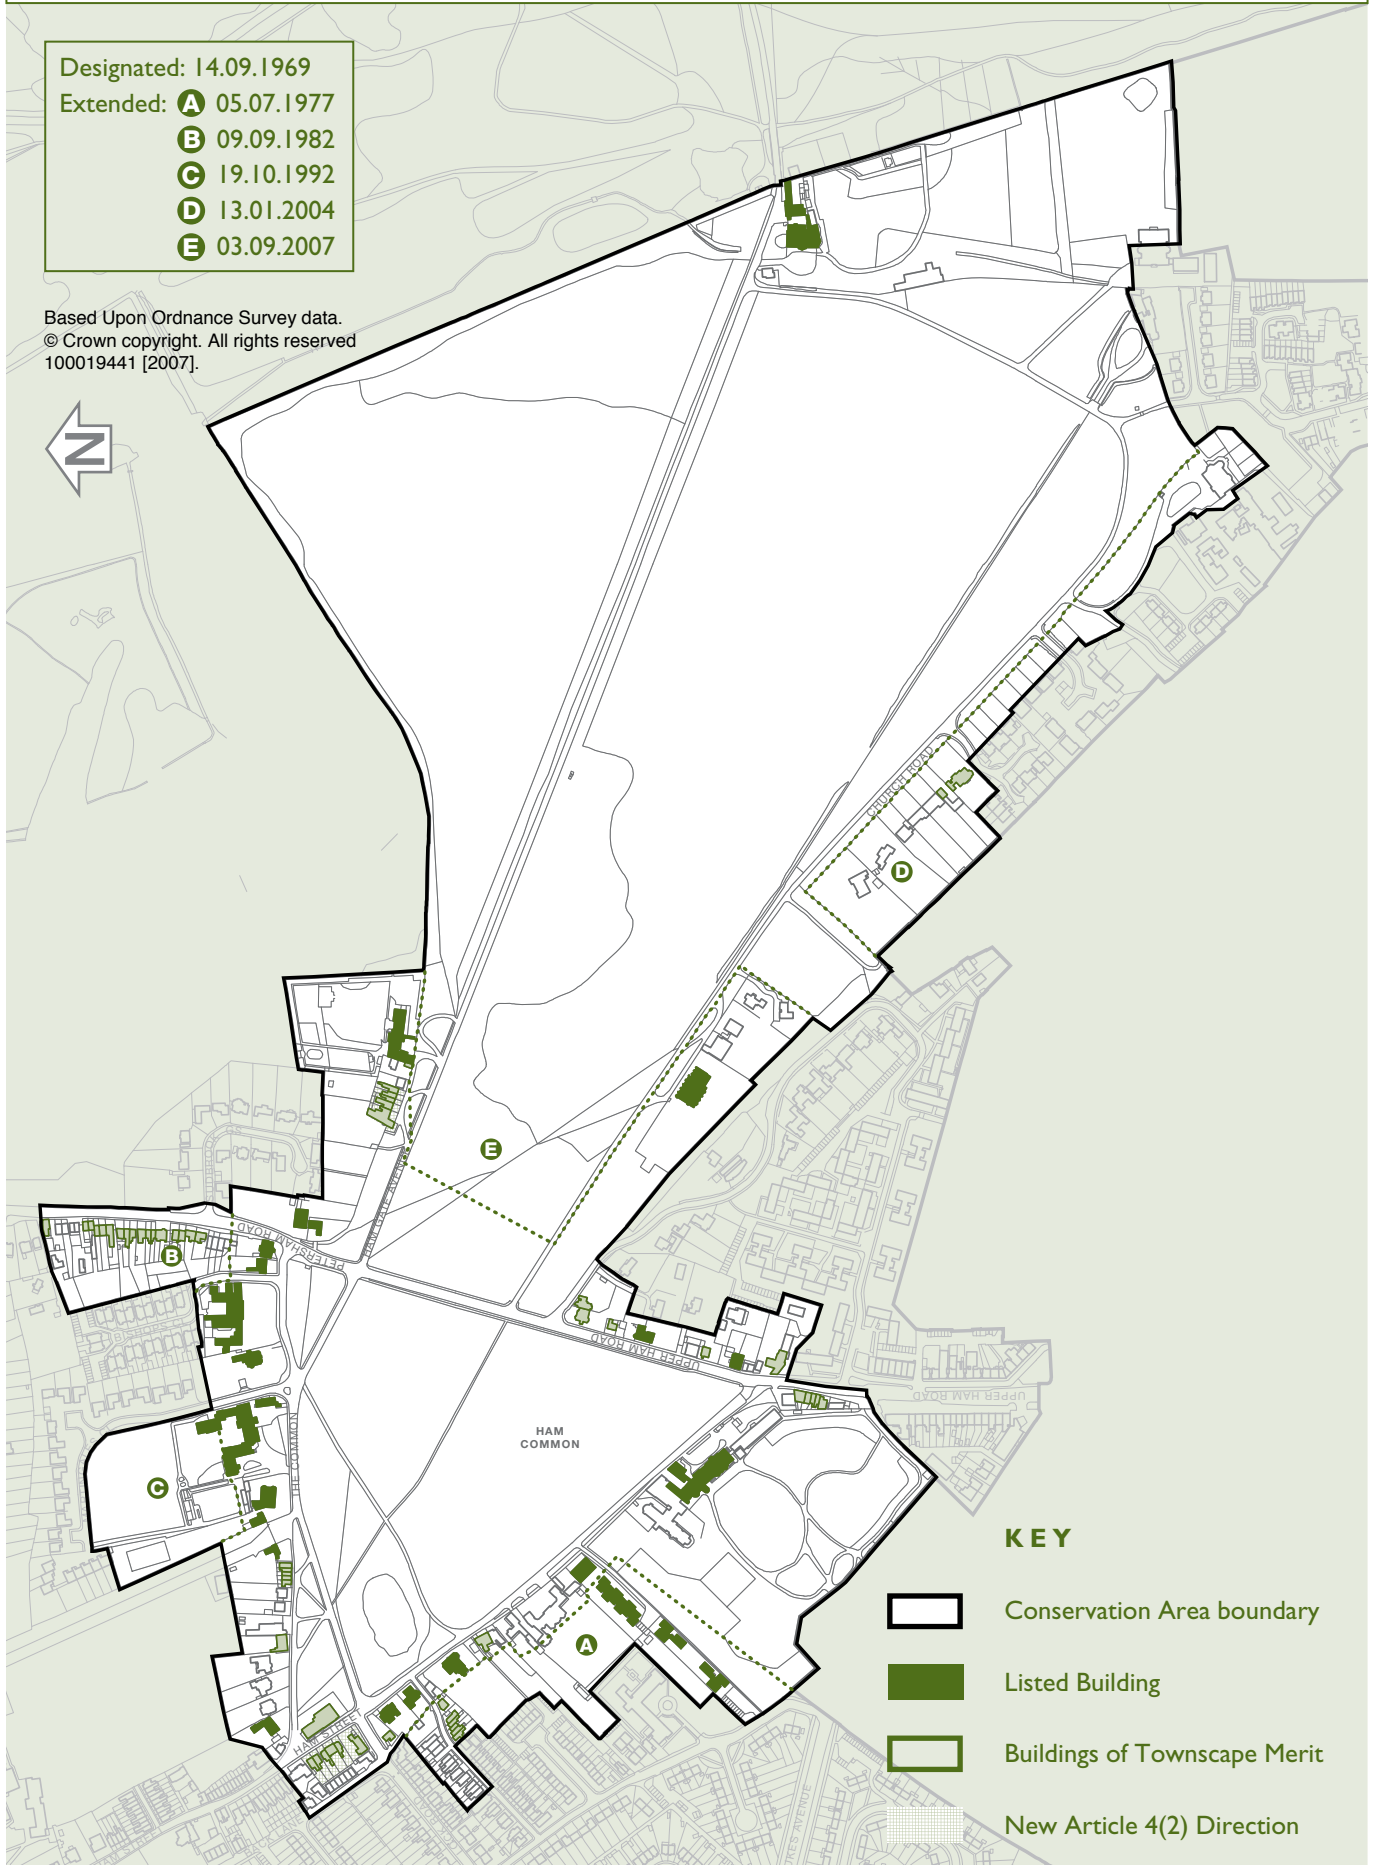 Designated: 14.09.1969
Extended: A 05.07.1977
B 09.09.1982
C 19.10.1992
D 13.01.2004
E 03.09.2007
Based Upon Ordnance Survey data.
© Crown copyright. All rights reserved
100019441 [2007].
N
CHURCH ROAD
D
E
HAM GATE AVENUE
PETERSHAM ROAD
B
UPPER HAM ROAD
UPPER HAM ROAD
HAM
COMMON
THE COMMON
C
A
HAM STREET
KEY
Conservation Area boundary
Listed Building
Buildings of Townscape Merit
New Article 4(2) Direction